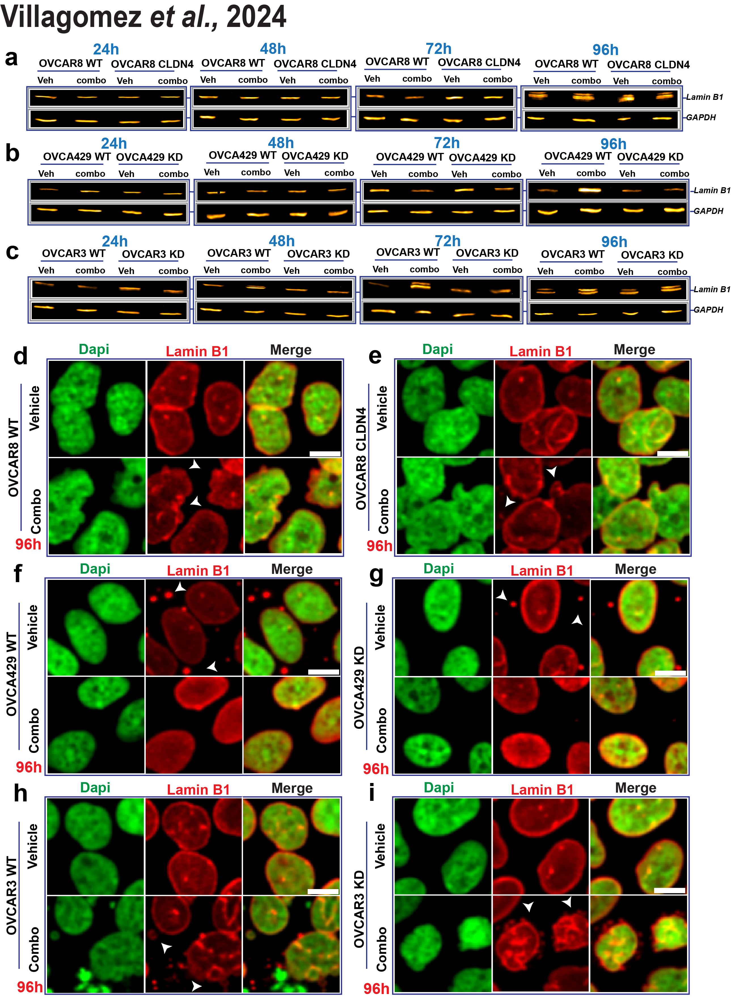 Villagomez et al., 2024
a
24h 48h 72h 96h
OVCAR8 WT OVCAR8 CLDN4 OVCAR8 WT OVCAR8 CLDN4 OVCAR8 WT OVCAR8 CLDN4 OVCAR8 WT OVCAR8 CLDN4
Veh combo Veh combo Veh combo Veh combo Veh combo Veh combo Veh combo Veh combo
Lamin B1
GAPDH
b
24h 48h 72h 96h
OVCA429 WT OVCA429 KD OVCA429 WT OVCA429 KD OVCA429 WT OVCA429 KD OVCA429 WT OVCA429 KD
Veh combo Veh combo Veh combo Veh combo Veh combo Veh combo Veh combo Veh combo
Lamin B1
GAPDH
c
24h 48h 72h 96h
OVCAR3 WT OVCAR3 KD OVCAR3 WT OVCAR3 KD OVCAR3 WT OVCAR3 KD OVCAR3 WT OVCAR3 KD
Veh combo Veh combo Veh combo Veh combo Veh combo Veh combo Veh combo Veh combo
Lamin B1
GAPDH
d
Dapi Lamin B1 Merge
OVCAR8 WT
Vehicle
Combo
96h
e
Dapi Lamin B1 Merge
OVCAR8 CLDN4
Vehicle
Combo
96h
f
Dapi Lamin B1 Merge
OVCA429 WT
Vehicle
Combo
96h
g
Dapi Lamin B1 Merge
OVCA429 KD
Vehicle
Combo
96h
h
Dapi Lamin B1 Merge
OVCAR3 WT
Vehicle
Combo
96h
i
Dapi Lamin B1 Merge
OVCAR3 KD
Vehicle
Combo
96h